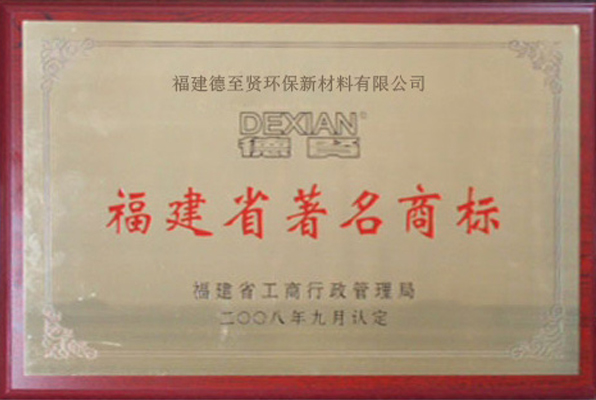 福建德至贤环保新材料有限公司
DEXIAN®
德贤
福建省著名商标
福建省工商行政管理局
二〇〇八年九月认定